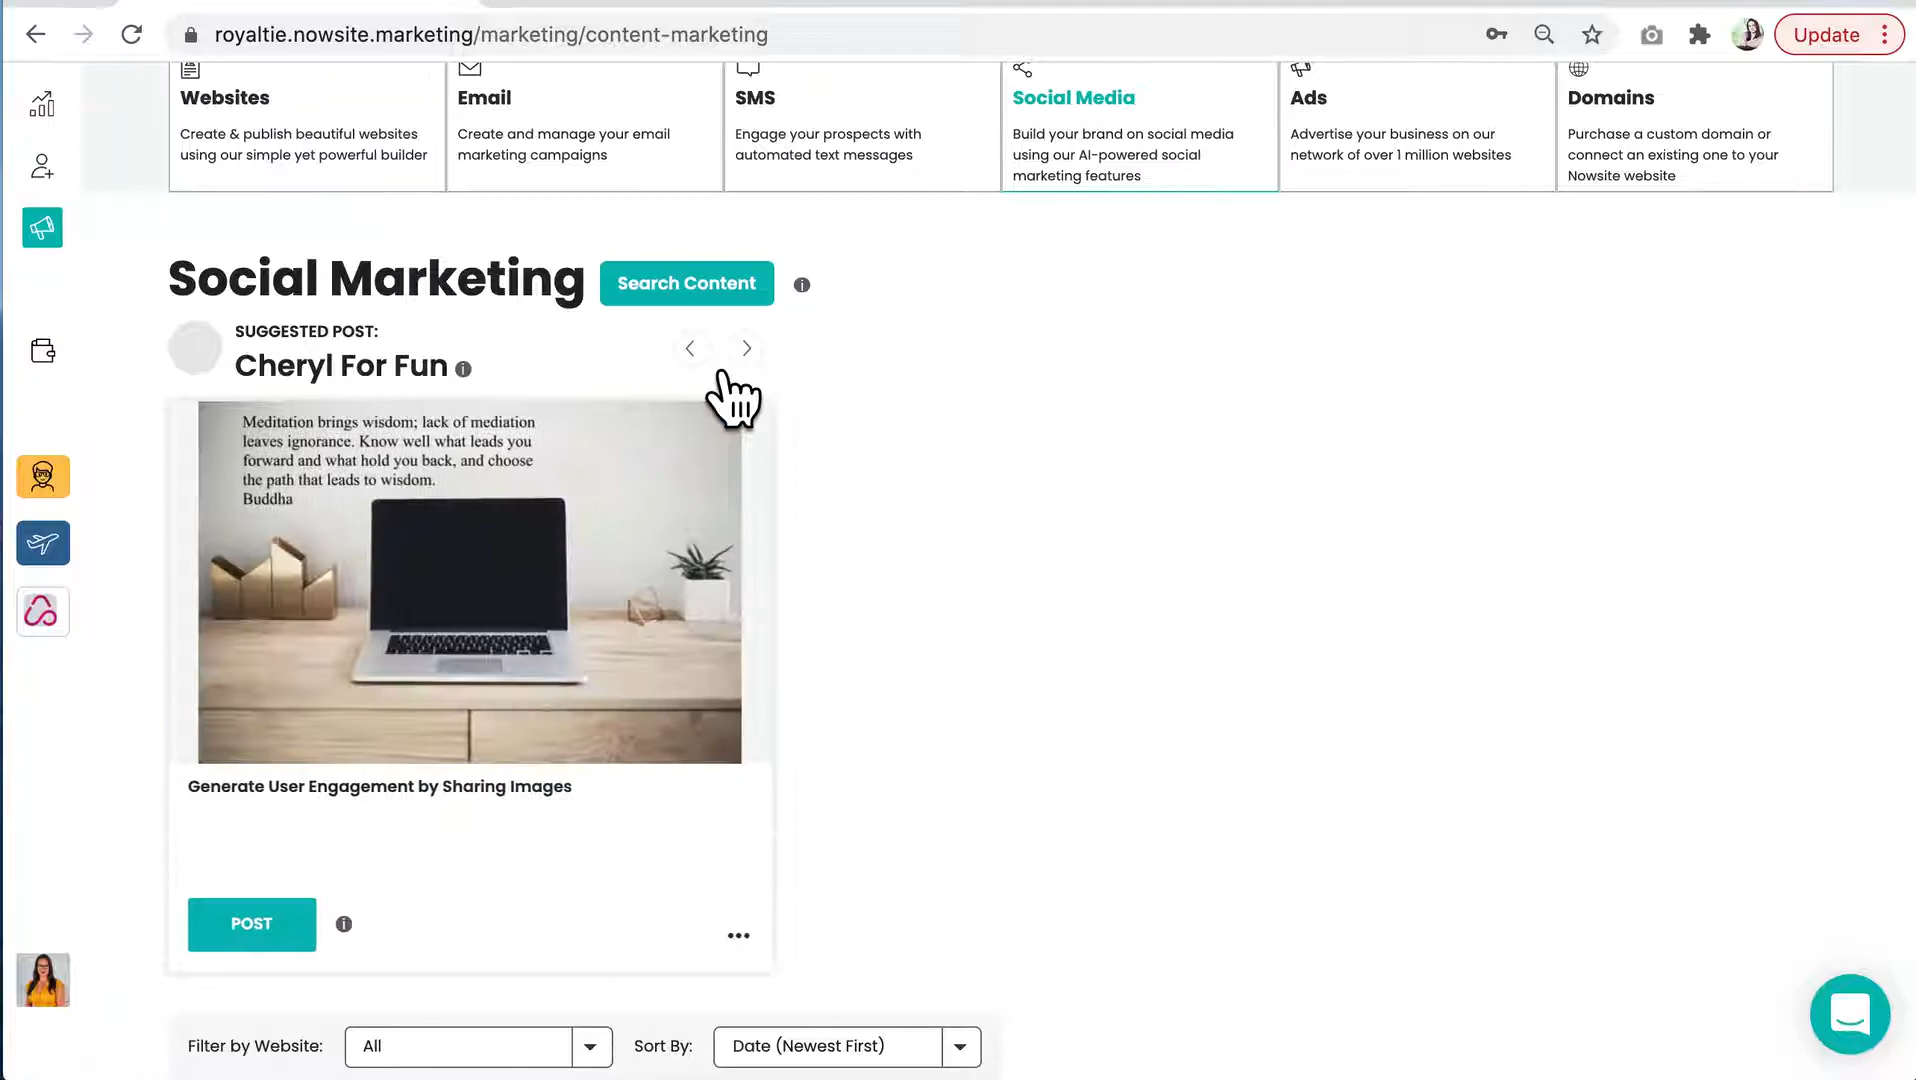 royaltie.nowsite.marketing/marketing/content-marketing
Update
Websites
Create & publish beautiful websites
using our simple yet powerful builder
Email
Create and manage your email
marketing campaigns
SMS
Engage your prospects with
automated text messages
Social Media
Build your brand on social media
using our AI-powered social
marketing features
Ads
Advertise your business on our
network of over 1 million websites
Domains
Purchase a custom domain or
connect an existing one to your
Nowsite website
Social Marketing
Search Content
SUGGESTED POST:
Cheryl For Fun
Meditation brings wisdom; lack of mediation
leaves ignorance. Know well what leads you
forward and what hold you back, and choose
the path that leads to wisdom.
Buddha
Generate User Engagement by Sharing Images
POST
Filter by Website:
All
Sort By:
Date (Newest First)